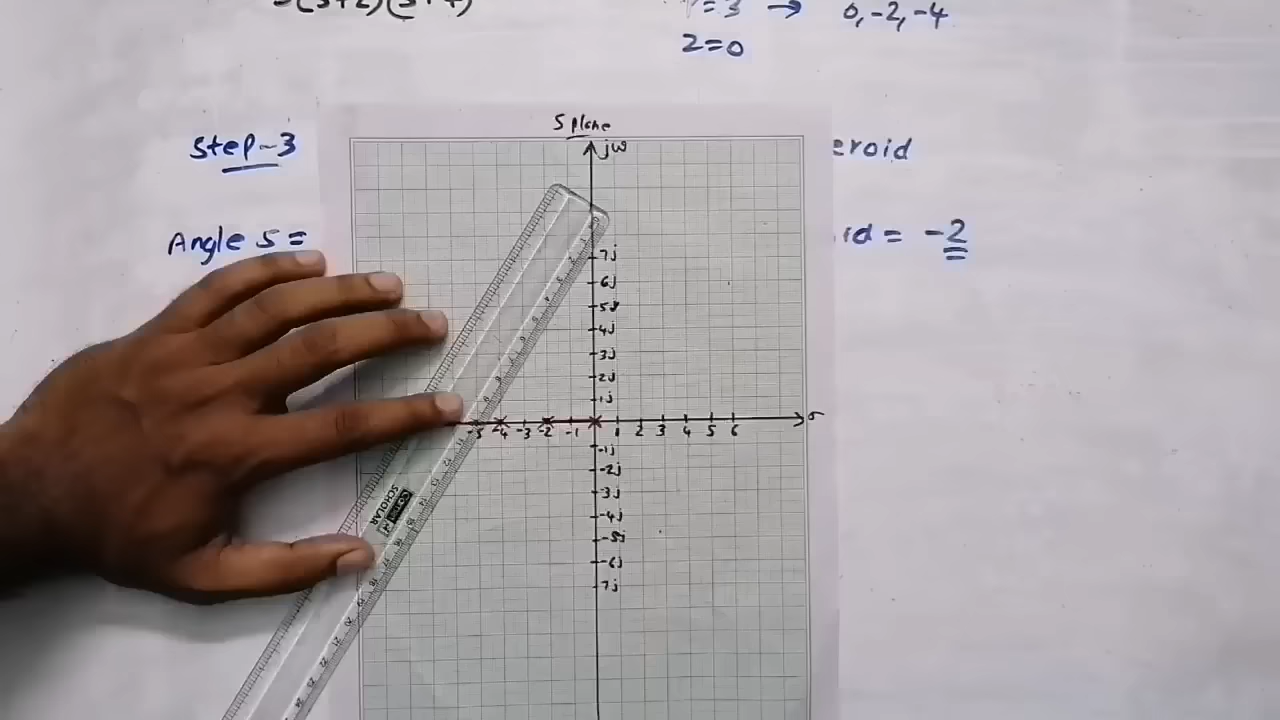 0, -2, -4
Z=0
S plane
jω
Step-3
eroid
Angle s =
id = -2
7j
6j
5j
4j
3j
2j
1j
σ
-5 -4 -3 -2 -1 1 2 3 4 5 6
-1j
-2j
-3j
-4j
-5j
-6j
7j
SCHOLAR